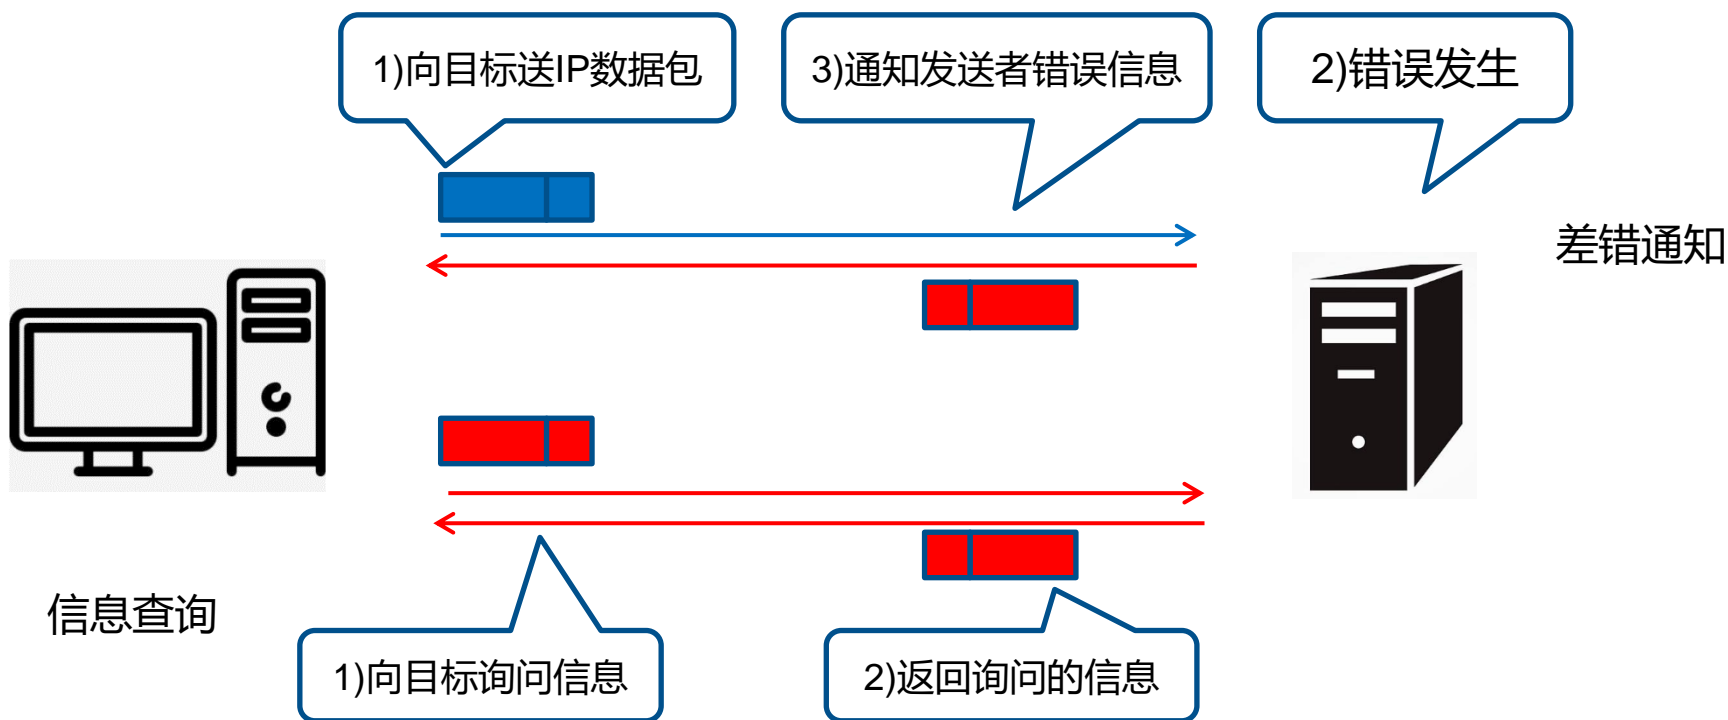 1)向目标送IP数据包
3)通知发送者错误信息
2)错误发生
差错通知
信息查询
1)向目标询问信息
2)返回询问的信息